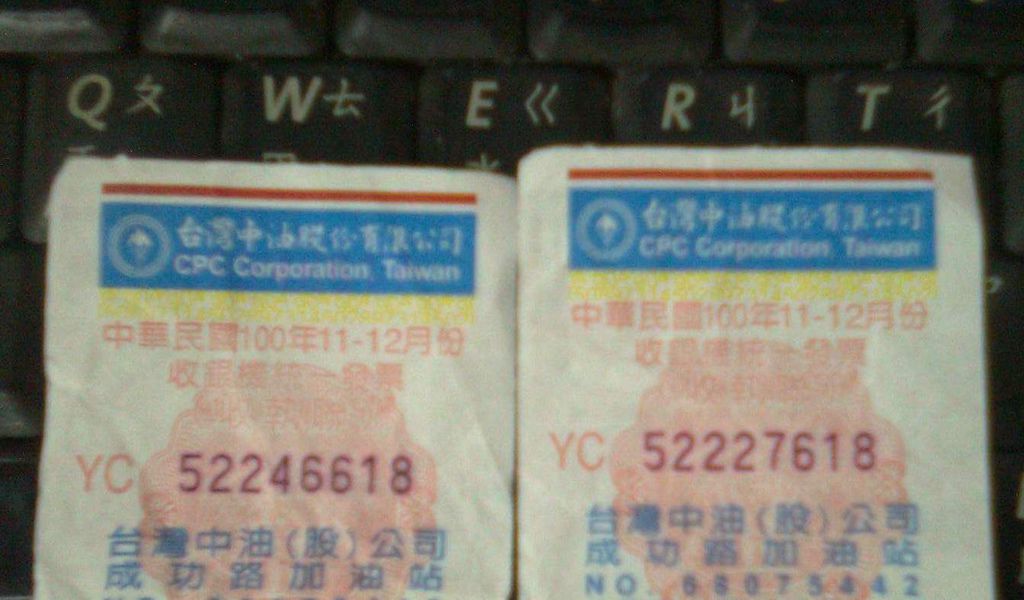 Q ㄆ W ㄊ E ㄍ R ㄐ T ㄔ
台灣中油股份有限公司
CPC Corporation, Taiwan
中華民國100年11-12月份
收銀機統一發票
YC 52246618
台灣中油(股)公司
成功路加油站
台灣中油股份有限公司
CPC Corporation, Taiwan
中華民國100年11-12月份
收銀機統一發票
YC 52227618
台灣中油(股)公司
成功路加油站
NO. 68075442